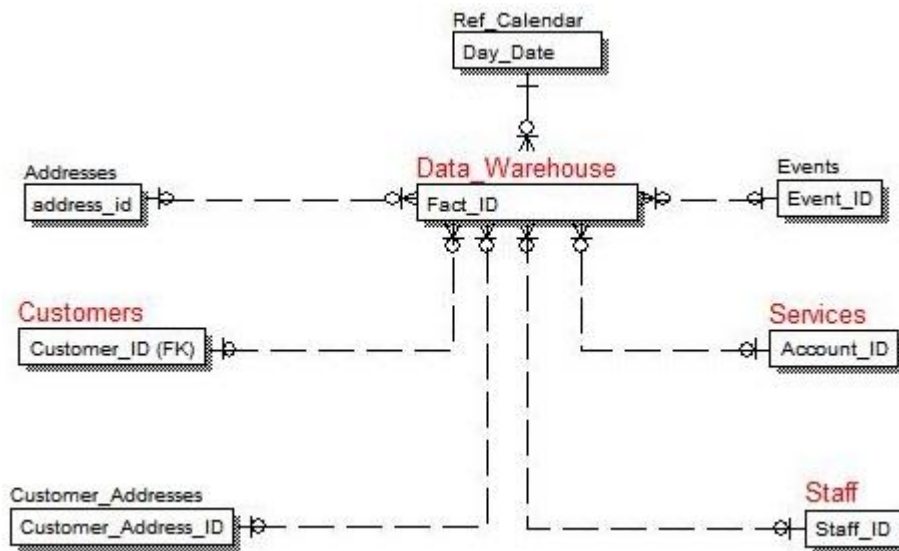 Ref_Calendar
Day_Date
Addresses
address_id
Data_Warehouse
Fact_ID
Events
Event_ID
Customers
Customer_ID (FK)
Services
Account_ID
Customer_Addresses
Customer_Address_ID
Staff
Staff_ID